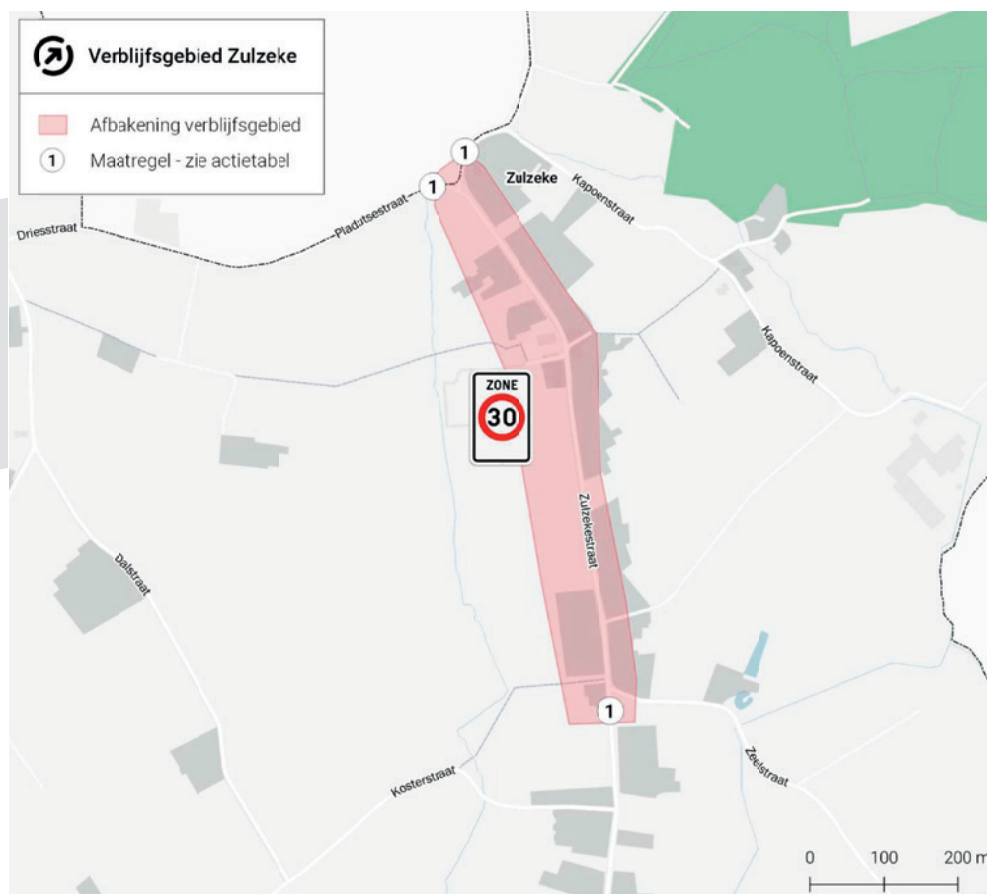 Verblijfsgebied Zulzeke
Afbakening verblijfsgebied
1 Maatregel - zie actietabel
1
1
Zulzeke
Kapoenstraat
Pladutsestraat
Driesstraat
Kapoenstraat
ZONE
30
Zulzekestraat
Dalstraat
1
Zeelstraat
Kosterstraat
0 100 200 m